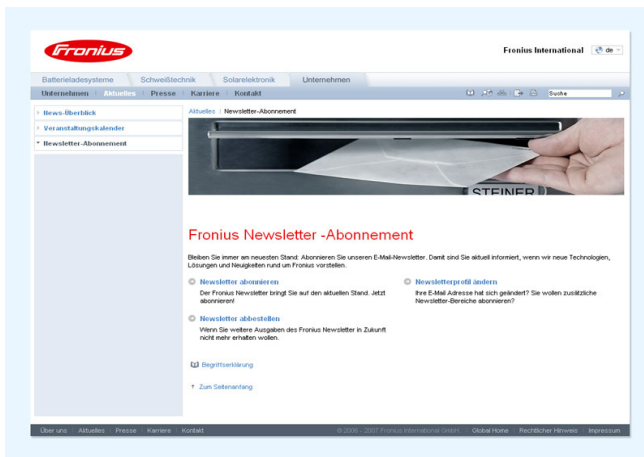 Fronius
Fronius International de
Batterieladesysteme Schweißtechnik Solarelektronik Unternehmen
Unternehmen Aktuelles Presse Karriere Kontakt Suche
News-Überblick
Veranstaltungskalender
Newsletter-Abonnement
Aktuelles | Newsletter-Abonnement
STEINER
Fronius Newsletter -Abonnement
Bleiben Sie immer am neuesten Stand: Abonnieren Sie unseren E-Mail-Newsletter. Damit sind Sie aktuell informiert, wenn wir neue Technologien,
Lösungen und Neuigkeiten rund um Fronius vorstellen.
Newsletter abonnieren
Der Fronius Newsletter bringt Sie auf den aktuellen Stand. Jetzt
abonnieren!
Newsletterprofil ändern
Ihre E-Mail Adresse hat sich geändert? Sie wollen zusätzliche
Newsletter-Bereiche abonnieren?
Newsletter abbestellen
Wenn Sie weitere Ausgaben des Fronius Newsletter in Zukunft
nicht mehr erhalten wollen.
Begriffserklärung
Zum Seitenanfang
Über uns | Aktuelles | Presse | Karriere | Kontakt © 2006 - 2007 Fronius International GmbH | Global Home | Rechtlicher Hinweis | Impressum